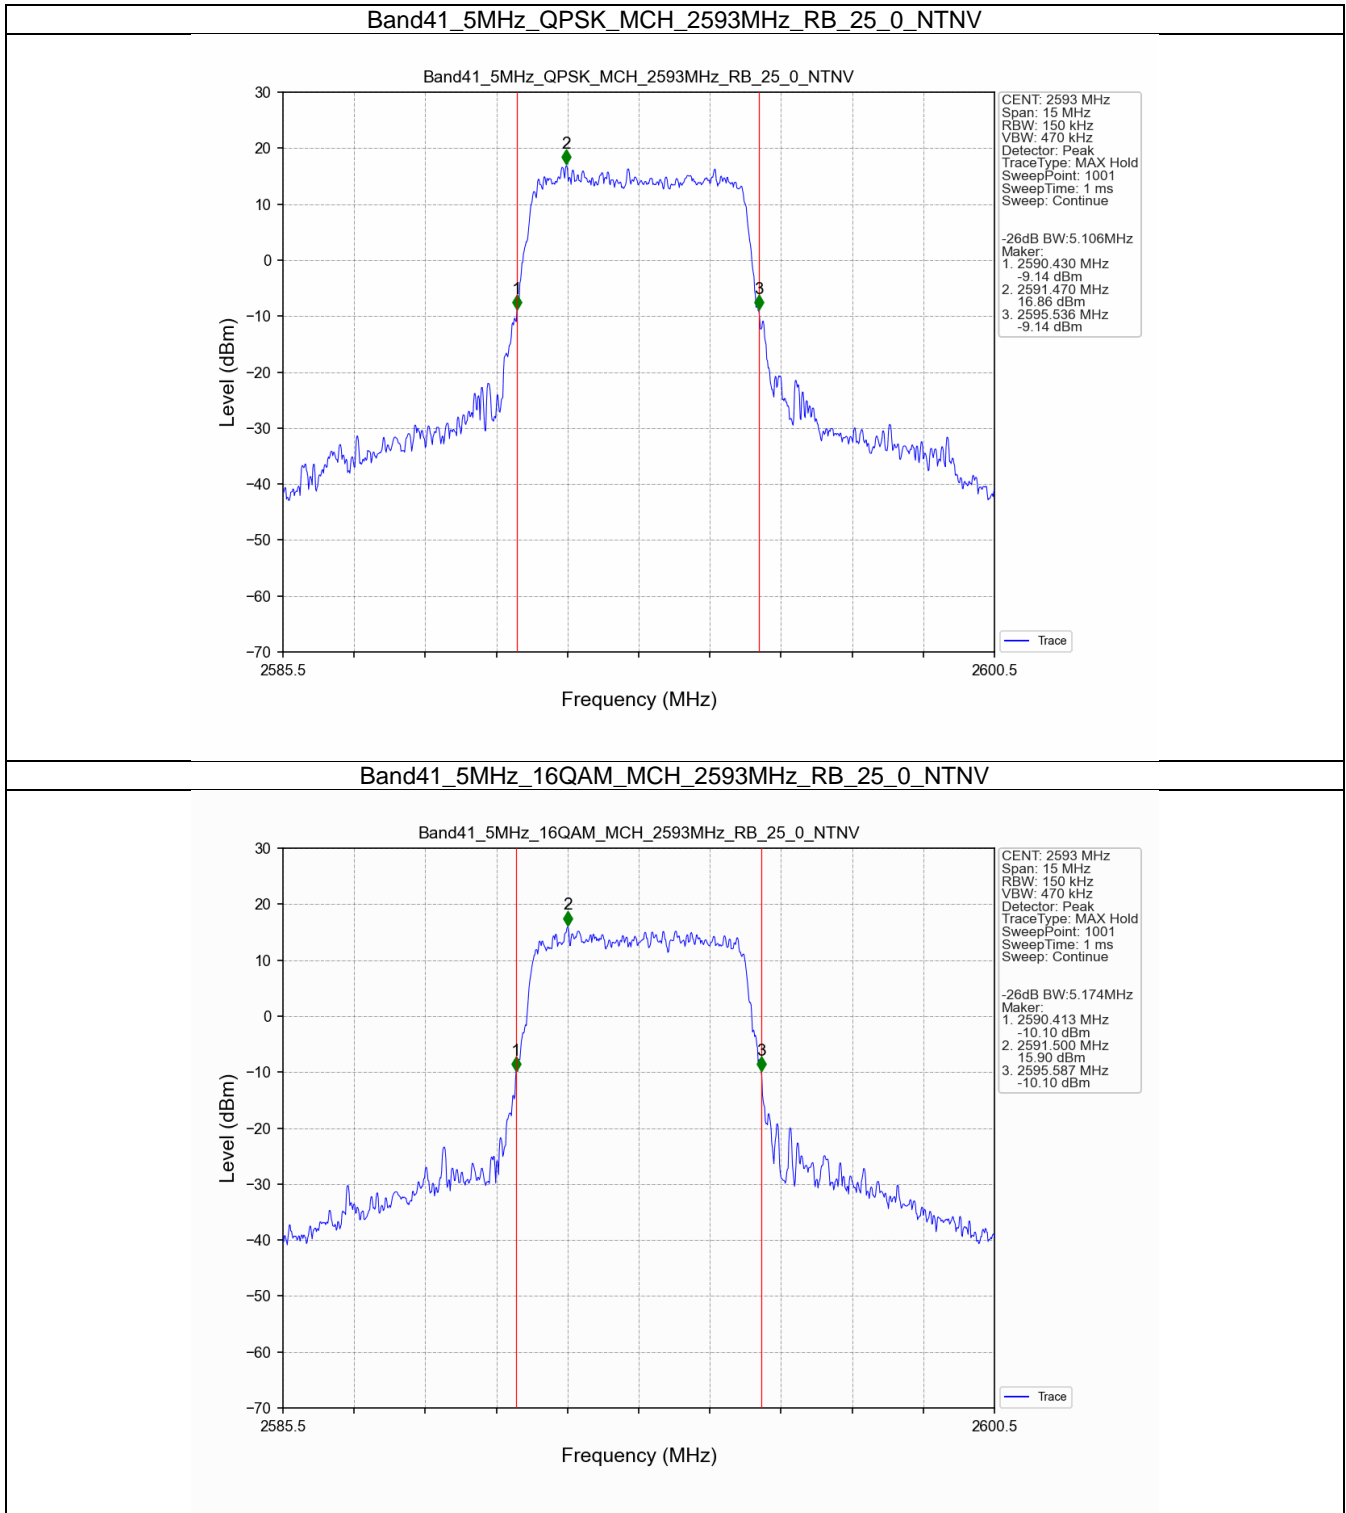 Band41_5MHz_QPSK_MCH_2593MHz_RB_25_0_NTNV
Band41_5MHz_QPSK_MCH_2593MHz_RB_25_0_NTNV
30
20
10
0
−10
−20
−30
−40
−50
−60
−70
Level (dBm)
2585.5
2600.5
Frequency (MHz)
1
2
3
CENT: 2593 MHz
Span: 15 MHz
RBW: 150 kHz
VBW: 470 kHz
Detector: Peak
TraceType: MAX Hold
SweepPoint: 1001
SweepTime: 1 ms
Sweep: Continue
-26dB BW:5.106MHz
Maker:
1. 2590.430 MHz
-9.14 dBm
2. 2591.470 MHz
16.86 dBm
3. 2595.536 MHz
-9.14 dBm
Trace
Band41_5MHz_16QAM_MCH_2593MHz_RB_25_0_NTNV
Band41_5MHz_16QAM_MCH_2593MHz_RB_25_0_NTNV
30
20
10
0
−10
−20
−30
−40
−50
−60
−70
Level (dBm)
2585.5
2600.5
Frequency (MHz)
1
2
3
CENT: 2593 MHz
Span: 15 MHz
RBW: 150 kHz
VBW: 470 kHz
Detector: Peak
TraceType: MAX Hold
SweepPoint: 1001
SweepTime: 1 ms
Sweep: Continue
-26dB BW:5.174MHz
Maker:
1. 2590.413 MHz
-10.10 dBm
2. 2591.500 MHz
15.90 dBm
3. 2595.587 MHz
-10.10 dBm
Trace